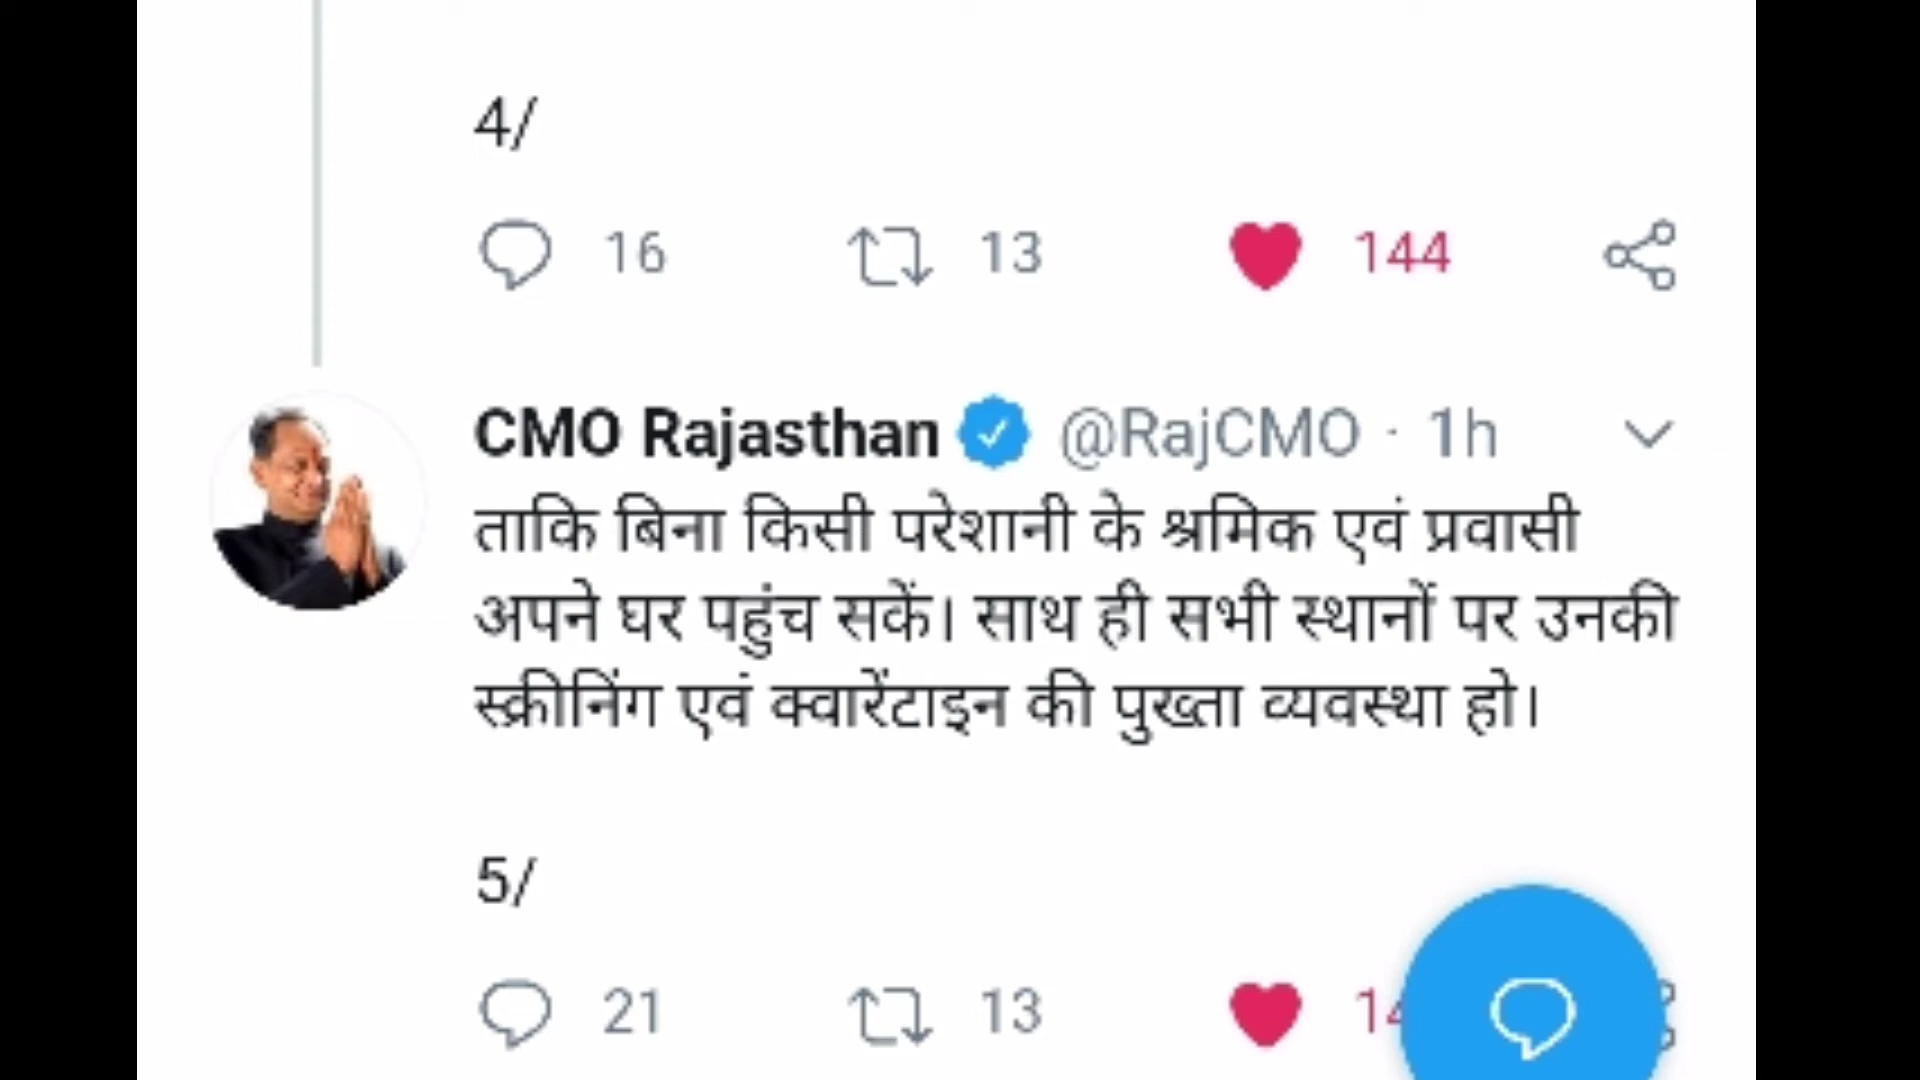 4/
16 13 144
CMO Rajasthan @RajCMO · 1h
ताकि बिना किसी परेशानी के श्रमिक एवं प्रवासी
अपने घर पहुंच सकें। साथ ही सभी स्थानों पर उनकी
स्क्रीनिंग एवं क्वारेंटाइन की पुख्ता व्यवस्था हो।
5/
21 13